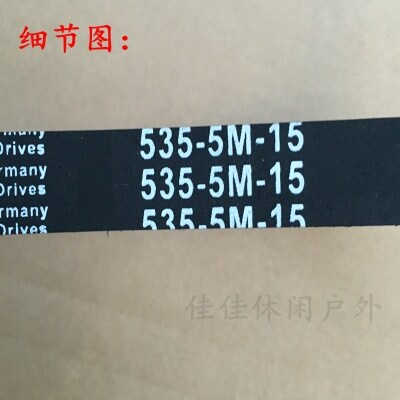 细节图：
rmany
Drives
535-5M-15
ermany
Drives
535-5M-15
rmany
Drives
535-5M-15
佳佳休闲户外